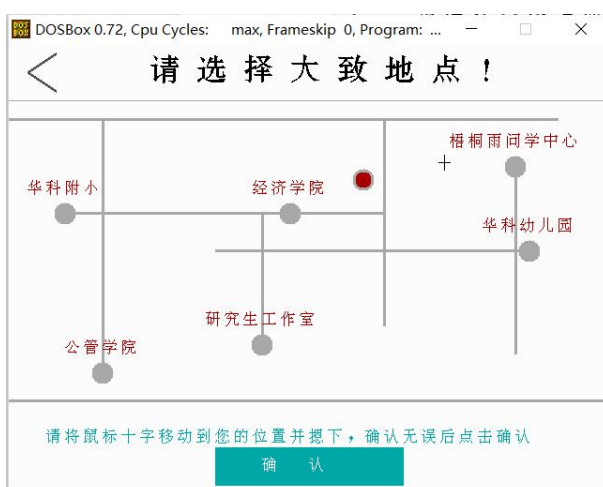 DOSBox 0.72, Cpu Cycles: max, Frameskip 0, Program: ...
请选择大致地点!
梧桐雨问学中心
华科附小
经济学院
华科幼儿园
研究生工作室
公管学院
请将鼠标十字移动到您的位置并摁下,确认无误后点击确认
确 认